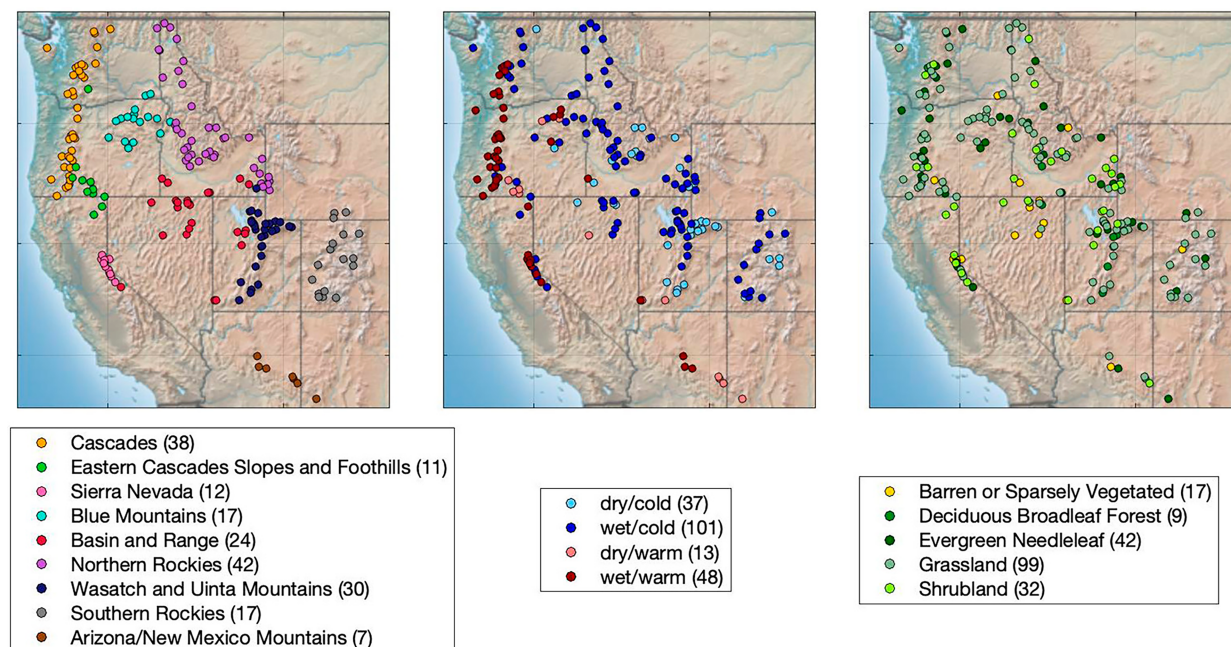 Cascades (38)
Eastern Cascades Slopes and Foothills (11)
Sierra Nevada (12)
Blue Mountains (17)
Basin and Range (24)
Northern Rockies (42)
Wasatch and Uinta Mountains (30)
Southern Rockies (17)
Arizona/New Mexico Mountains (7)
dry/cold (37)
wet/cold (101)
dry/warm (13)
wet/warm (48)
Barren or Sparsely Vegetated (17)
Deciduous Broadleaf Forest (9)
Evergreen Needleleaf (42)
Grassland (99)
Shrubland (32)